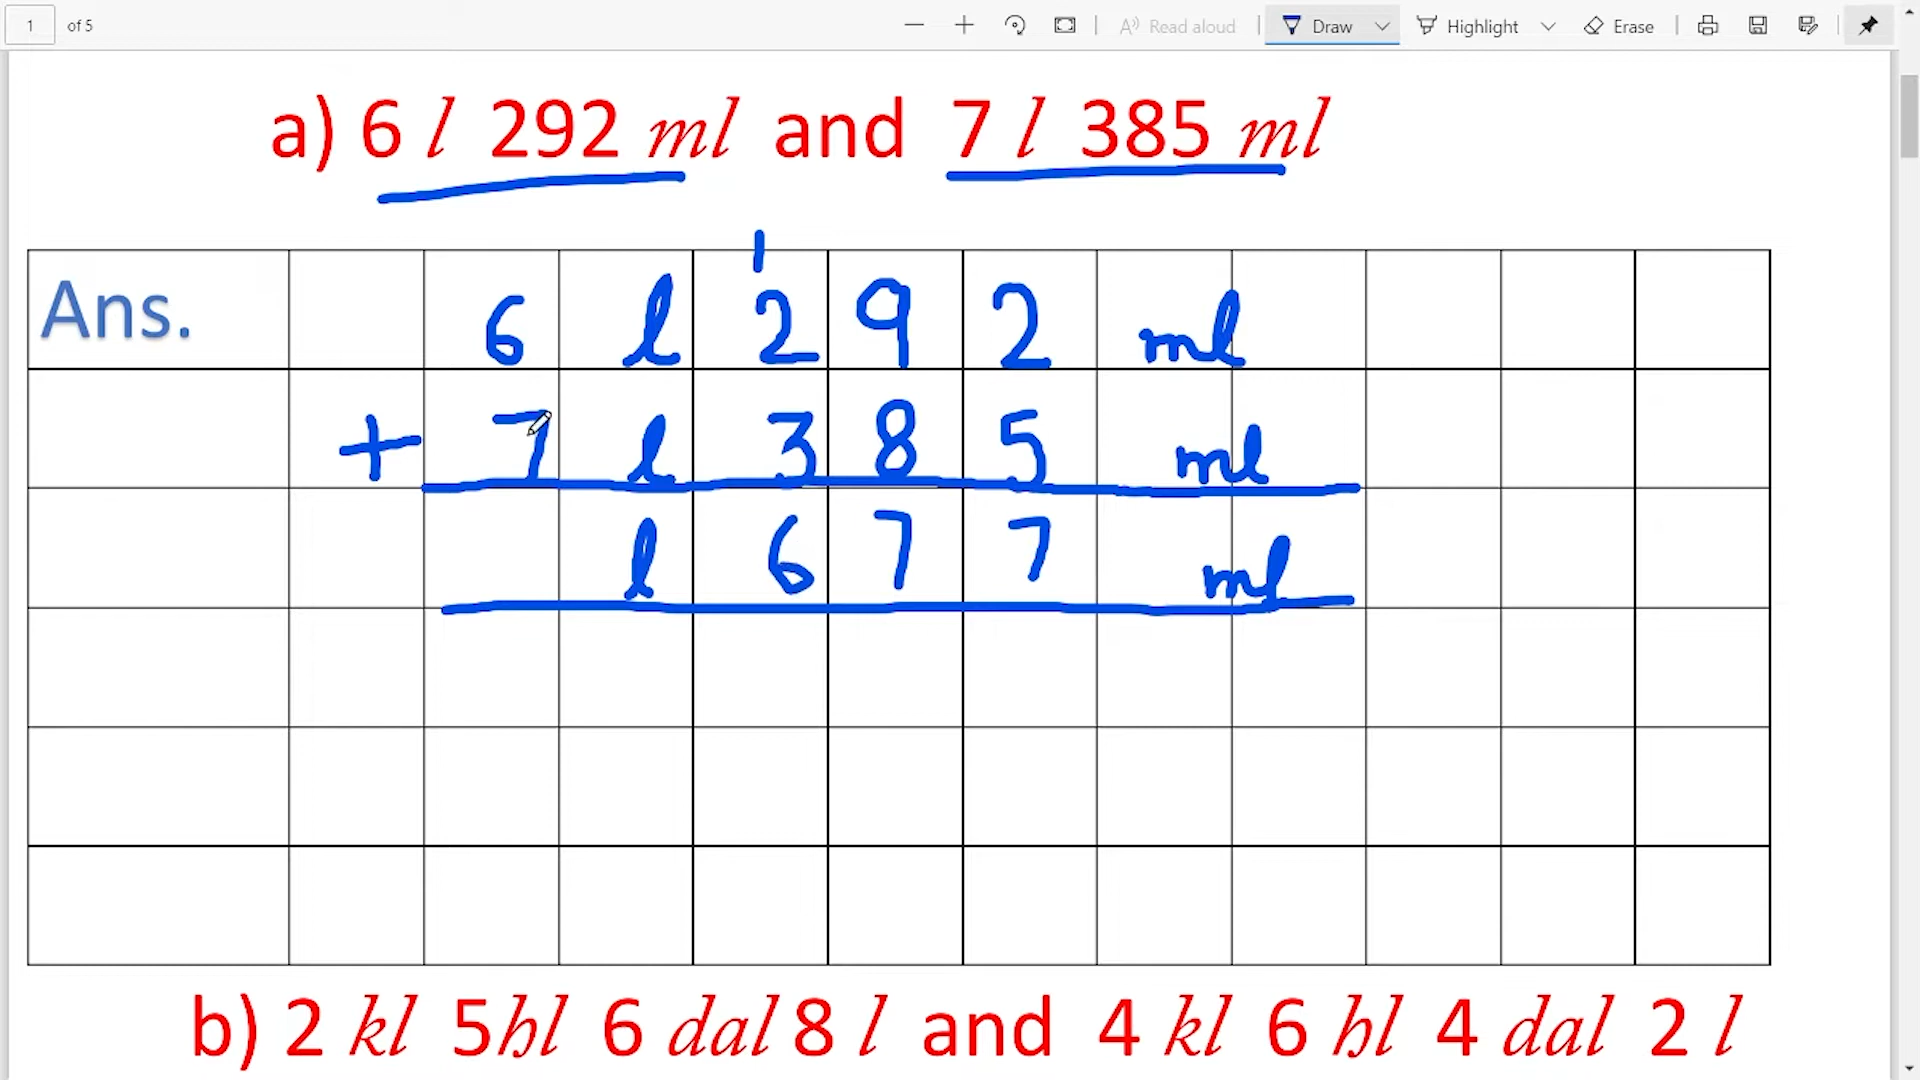 1 of 5 Read aloud Draw Highlight Erase
a) 6 l 292 ml and 7 l 385 ml
1
Ans. 6 l 2 9 2 ml
+ 7 l 3 8 5 ml
l 6 7 7 ml
b) 2 kl 5hl 6 dal 8 l and 4 kl 6 hl 4 dal 2 l